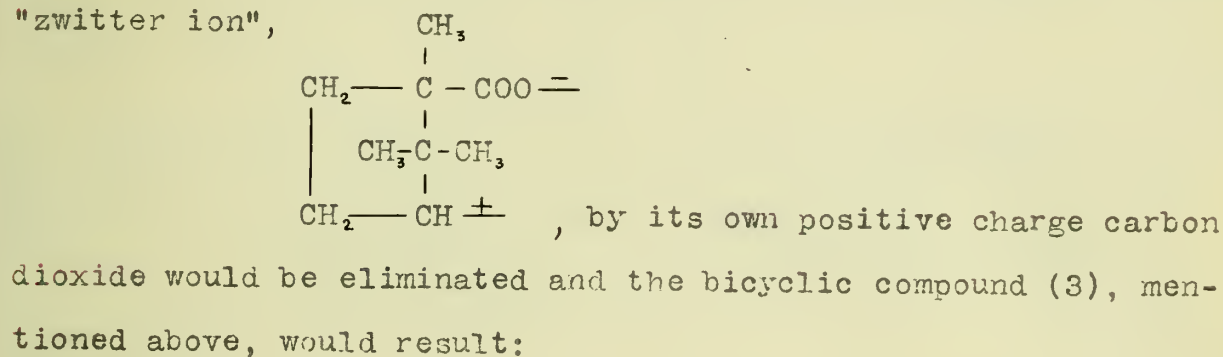 "zwitter ion",
CH₃
CH₂ — C – COO —
CH₃-C-CH₃
CH₂ — CH ± , by its own positive charge carbon
dioxide would be eliminated and the bicyclic compound (3), men-
tioned above, would result: